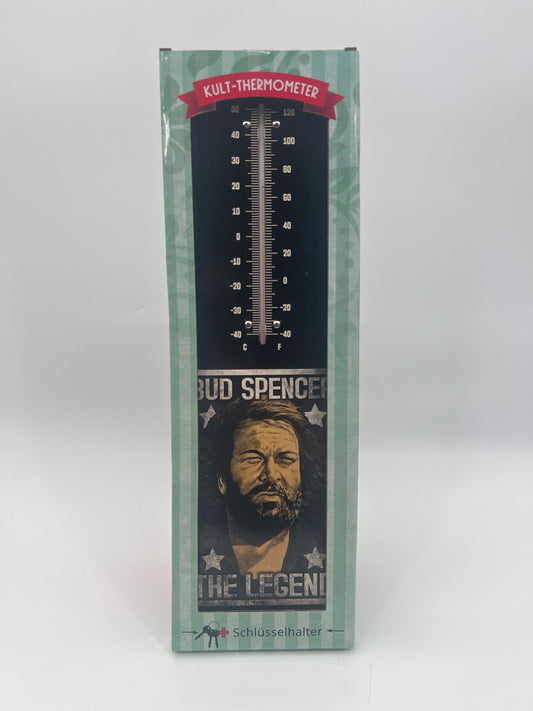 KULT-THERMOMETER
50 120
40 100
30 80
20 60
10 40
0 20
-10 0
-20 -20
-30 -40
-40
C F
BUD SPENCER
THE LEGEND
Schlüsselhalter